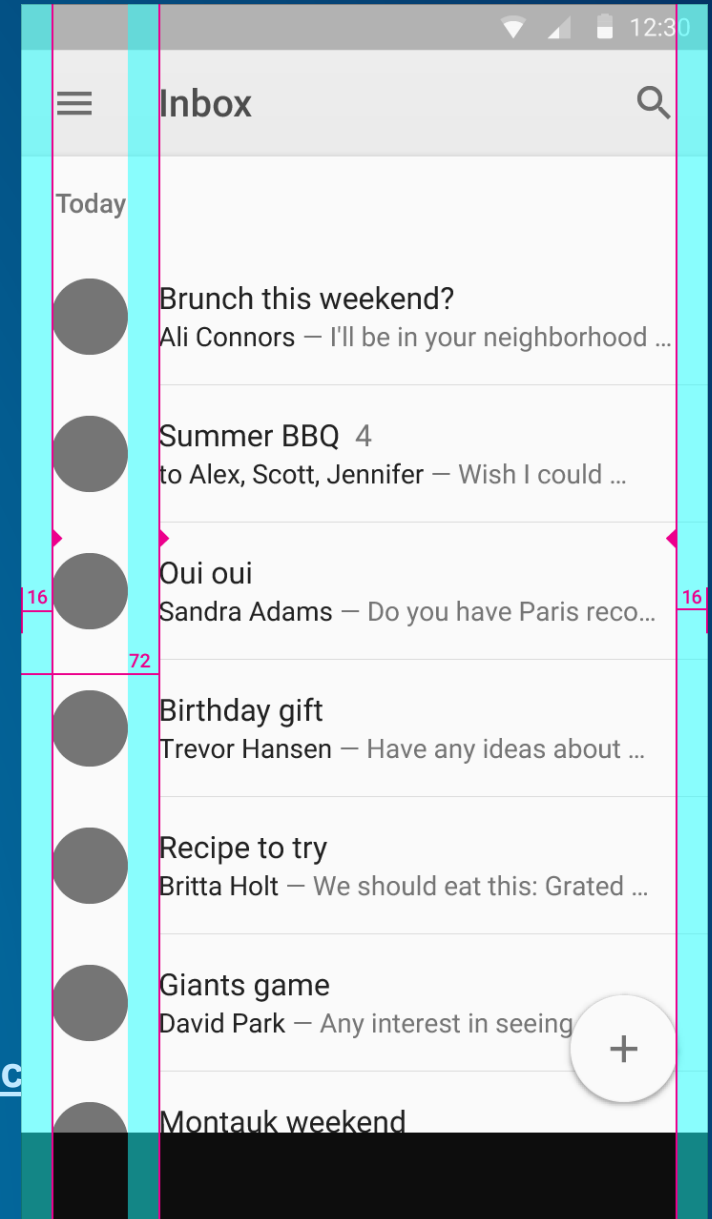 12:30
Inbox
Today
Brunch this weekend?
Ali Connors — I'll be in your neighborhood ...
Summer BBQ 4
to Alex, Scott, Jennifer — Wish I could ...
Oui oui
16
16
Sandra Adams — Do you have Paris reco...
72
Birthday gift
Trevor Hansen — Have any ideas about ...
Recipe to try
Britta Holt — We should eat this: Grated ...
Giants game
David Park — Any interest in seeing
+
c
Montauk weekend